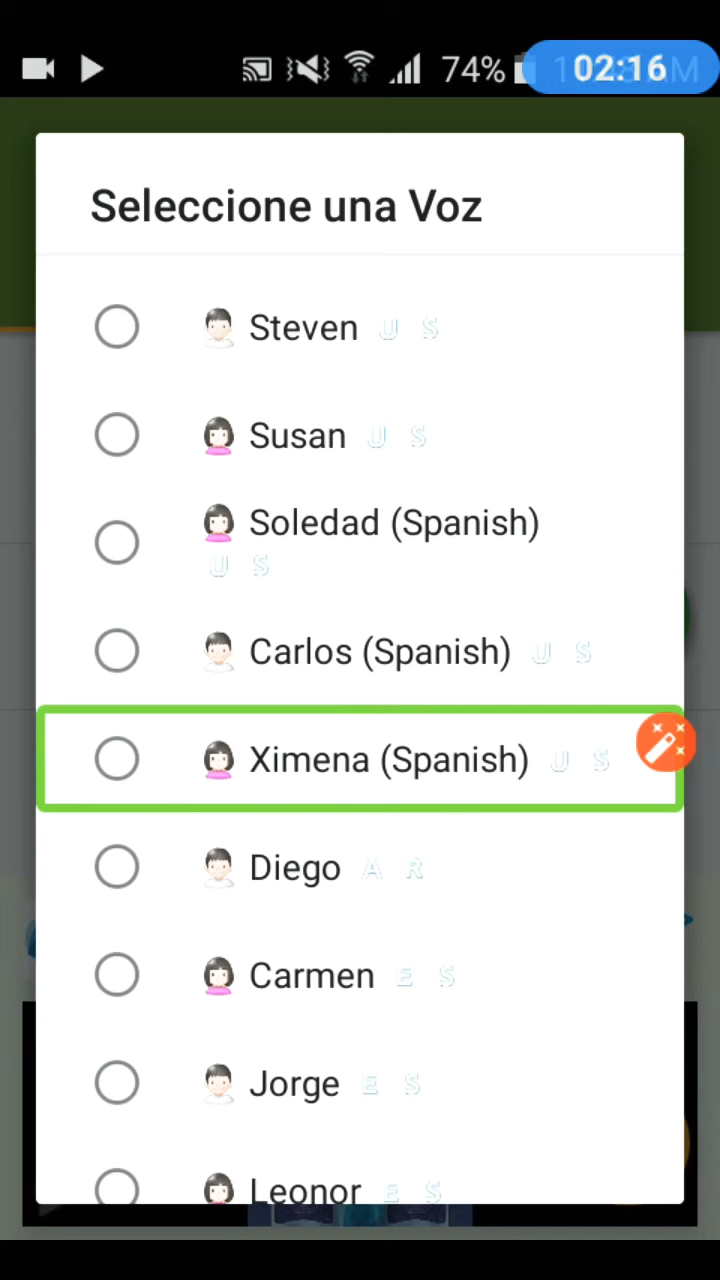 74% 02:16
Seleccione una Voz
Steven U S
Susan U S
Soledad (Spanish)
U S
Carlos (Spanish) U S
Ximena (Spanish) U S
Diego A R
Carmen E S
Jorge E S
Leonor E S